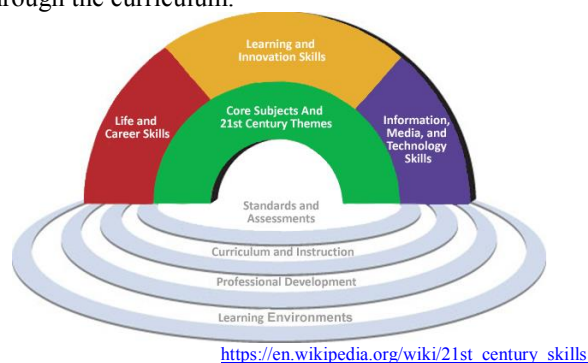 through the curriculum.
Learning and
Innovation Skills
Core Subjects And
21st Century Themes
Life and
Career Skills
Information,
Media, and
Technology
Skills
Standards and
Assessments
Curriculum and Instruction
Professional Development
Learning Environments
https://en.wikipedia.org/wiki/21st_century_skills